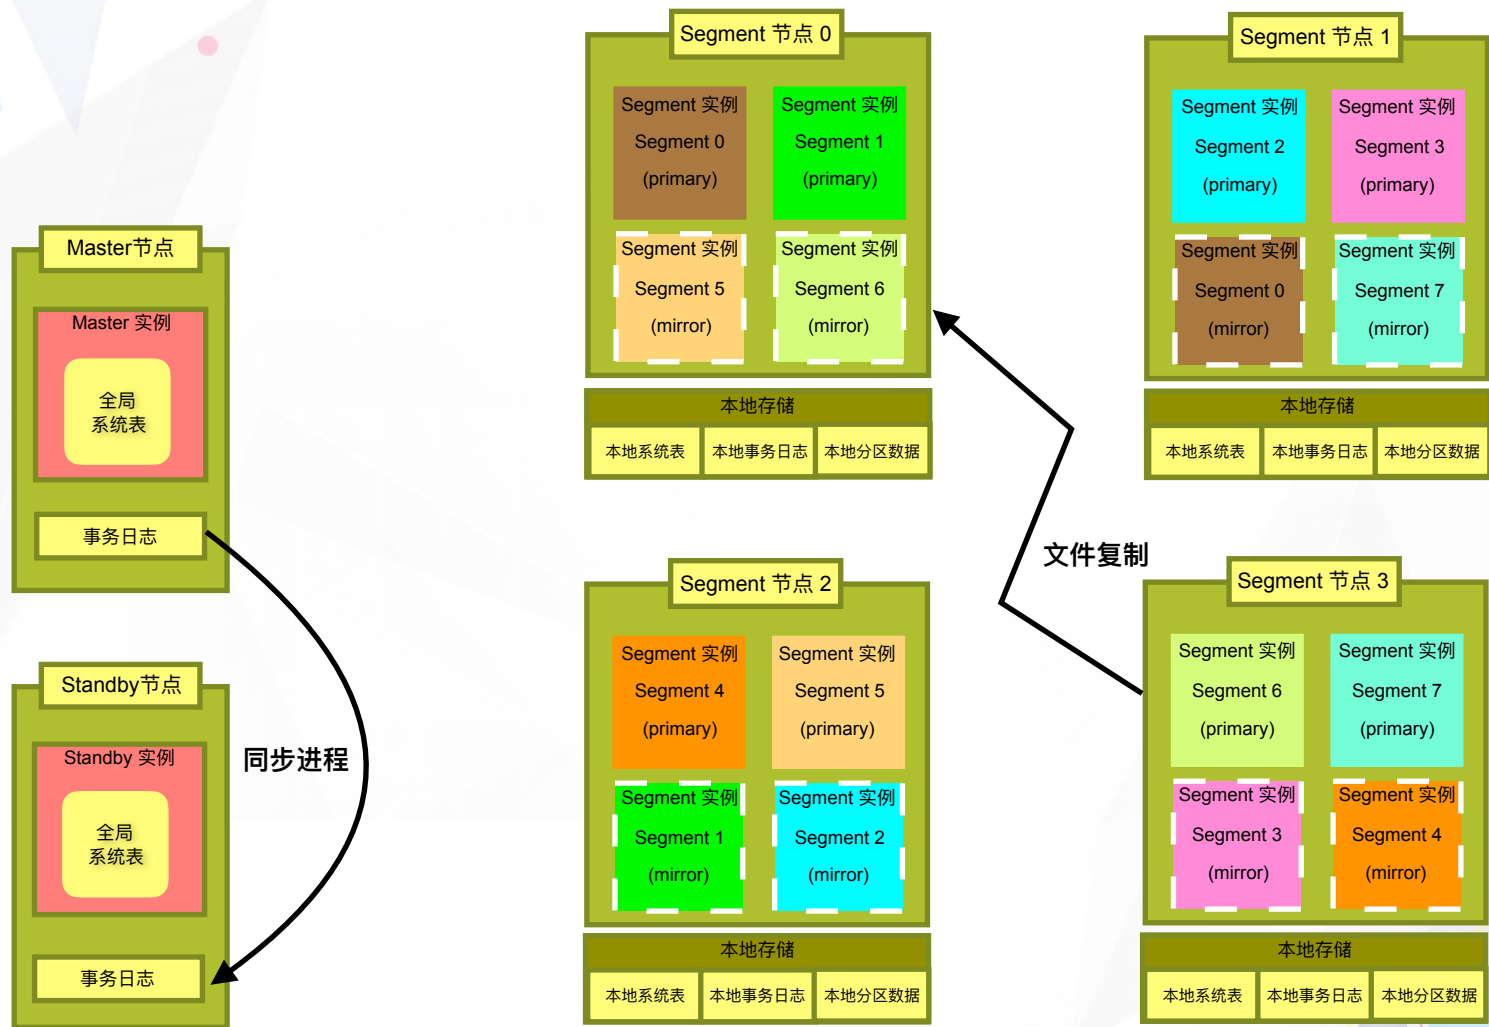 Master节点
Master 实例
全局
系统表
事务日志
Standby节点
Standby 实例
全局
系统表
事务日志
同步进程
Segment 节点 0
Segment 实例
Segment 0
(primary)
Segment 实例
Segment 1
(primary)
Segment 实例
Segment 5
(mirror)
Segment 实例
Segment 6
(mirror)
本地存储
本地系统表
本地事务日志
本地分区数据
Segment 节点 1
Segment 实例
Segment 2
(primary)
Segment 实例
Segment 3
(primary)
Segment 实例
Segment 0
(mirror)
Segment 实例
Segment 7
(mirror)
本地存储
本地系统表
本地事务日志
本地分区数据
文件复制
Segment 节点 2
Segment 实例
Segment 4
(primary)
Segment 实例
Segment 5
(primary)
Segment 实例
Segment 1
(mirror)
Segment 实例
Segment 2
(mirror)
本地存储
本地系统表
本地事务日志
本地分区数据
Segment 节点 3
Segment 实例
Segment 6
(primary)
Segment 实例
Segment 7
(primary)
Segment 实例
Segment 3
(mirror)
Segment 实例
Segment 4
(mirror)
本地存储
本地系统表
本地事务日志
本地分区数据